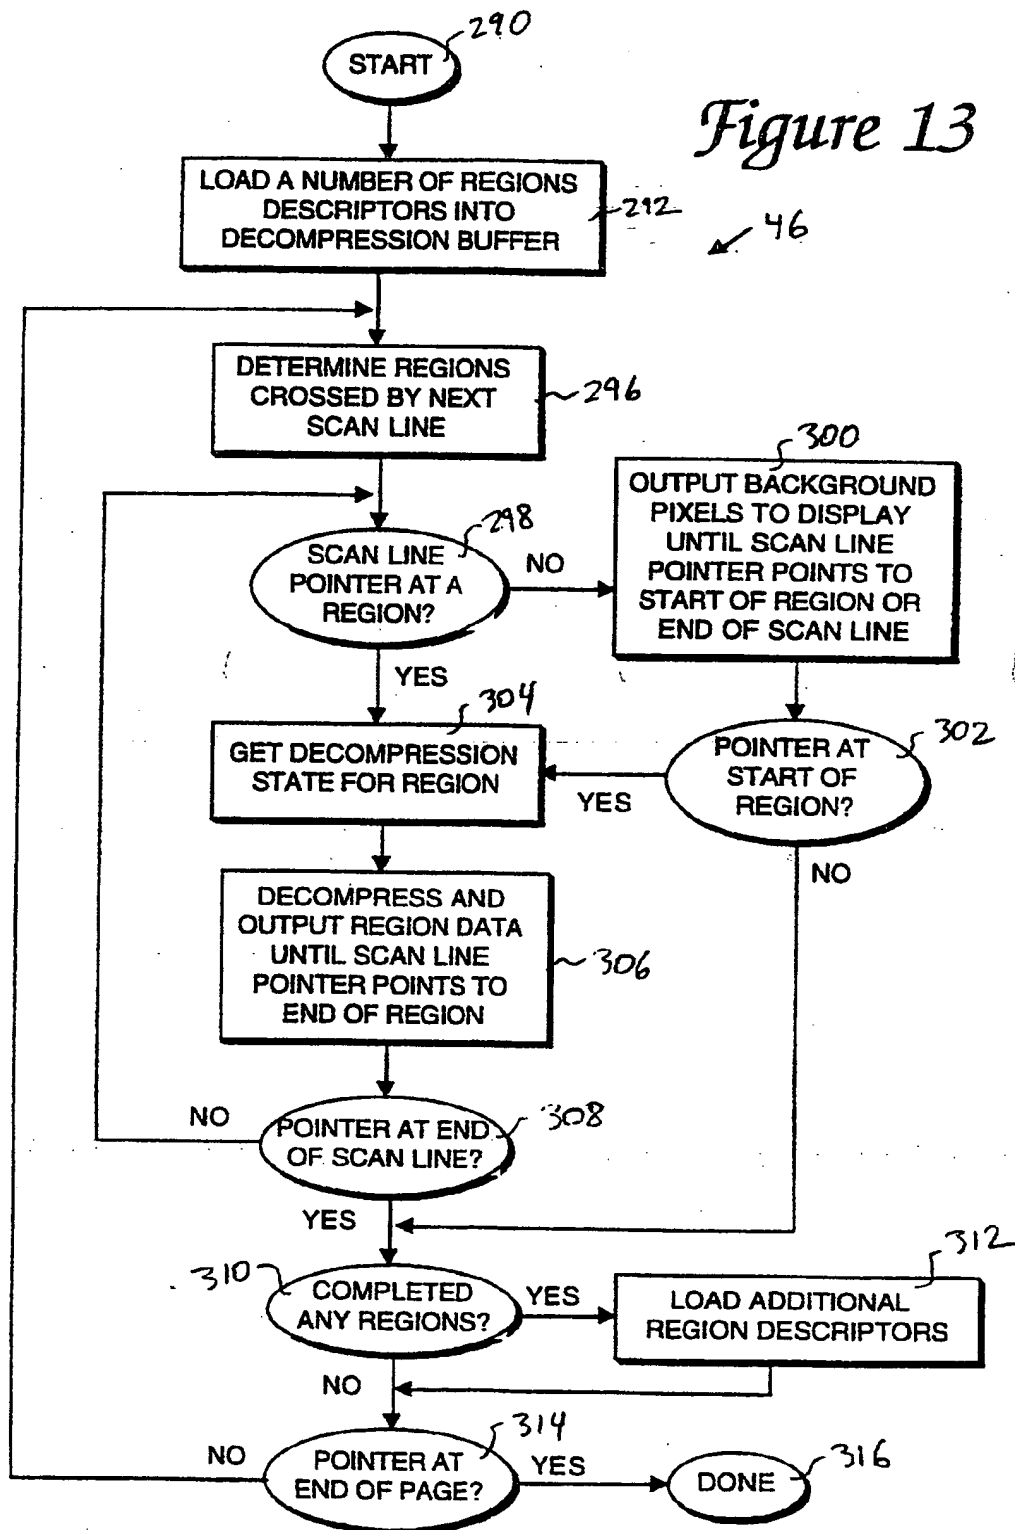 290
START
Figure 13
LOAD A NUMBER OF REGIONS
DESCRIPTORS INTO
DECOMPRESSION BUFFER
292
46
DETERMINE REGIONS
CROSSED BY NEXT
SCAN LINE
296
300
OUTPUT BACKGROUND
PIXELS TO DISPLAY
UNTIL SCAN LINE
POINTER POINTS TO
START OF REGION OR
END OF SCAN LINE
298
SCAN LINE
POINTER AT A
REGION?
NO
YES
304
GET DECOMPRESSION
STATE FOR REGION
302
POINTER AT
START OF
REGION?
YES
NO
DECOMPRESS AND
OUTPUT REGION DATA
UNTIL SCAN LINE
POINTER POINTS TO
END OF REGION
306
308
POINTER AT END
OF SCAN LINE?
NO
YES
310
COMPLETED
ANY REGIONS?
YES
312
LOAD ADDITIONAL
REGION DESCRIPTORS
NO
314
POINTER AT
END OF PAGE?
NO
YES
DONE
316